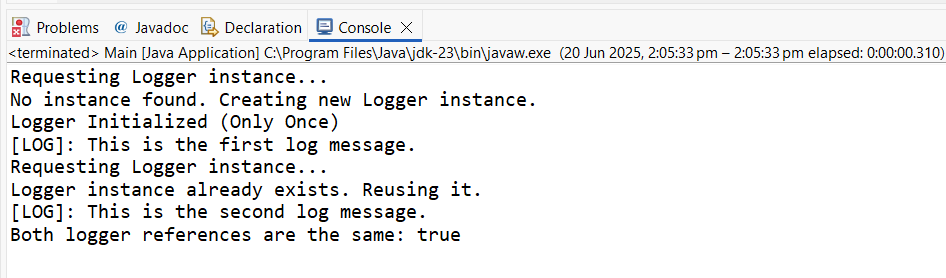 Problems @ Javadoc Declaration Console
<terminated> Main [Java Application] C:\Program Files\Java\jdk-23\bin\javaw.exe (20 Jun 2025, 2:05:33 pm – 2:05:33 pm elapsed: 0:00:00.310)
Requesting Logger instance...
No instance found. Creating new Logger instance.
Logger Initialized (Only Once)
[LOG]: This is the first log message.
Requesting Logger instance...
Logger instance already exists. Reusing it.
[LOG]: This is the second log message.
Both logger references are the same: true